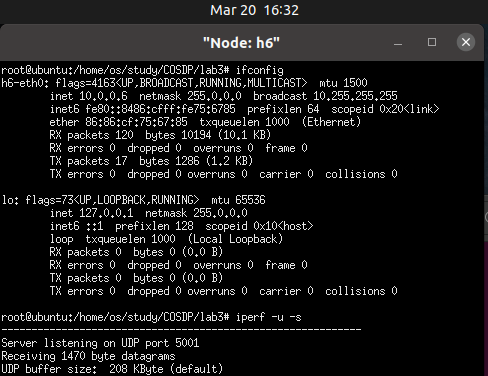 Mar 20 16:32
"Node: h6"
root@ubuntu:/home/os/study/COSDP/lab3# ifconfig
h6-eth0: flags=4163<UP,BROADCAST,RUNNING,MULTICAST>  mtu 1500
        inet 10.0.0.6  netmask 255.0.0.0  broadcast 10.255.255.255
        inet6 fe80::8486:cfff:fe75:6785  prefixlen 64  scopeid 0x20<link>
        ether 86:86:cf:75:67:85  txqueuelen 1000  (Ethernet)
        RX packets 120  bytes 10194 (10.1 KB)
        RX errors 0  dropped 0  overruns 0  frame 0
        TX packets 17  bytes 1286 (1.2 KB)
        TX errors 0  dropped 0 overruns 0  carrier 0  collisions 0
lo: flags=73<UP,LOOPBACK,RUNNING>  mtu 65536
        inet 127.0.0.1  netmask 255.0.0.0
        inet6 ::1  prefixlen 128  scopeid 0x10<host>
        loop  txqueuelen 1000  (Local Loopback)
        RX packets 0  bytes 0 (0.0 B)
        RX errors 0  dropped 0  overruns 0  frame 0
        TX packets 0  bytes 0 (0.0 B)
        TX errors 0  dropped 0 overruns 0  carrier 0  collisions 0
root@ubuntu:/home/os/study/COSDP/lab3# iperf -u -s
------------------------------------------------------------
Server listening on UDP port 5001
Receiving 1470 byte datagrams
UDP buffer size:  208 KByte (default)